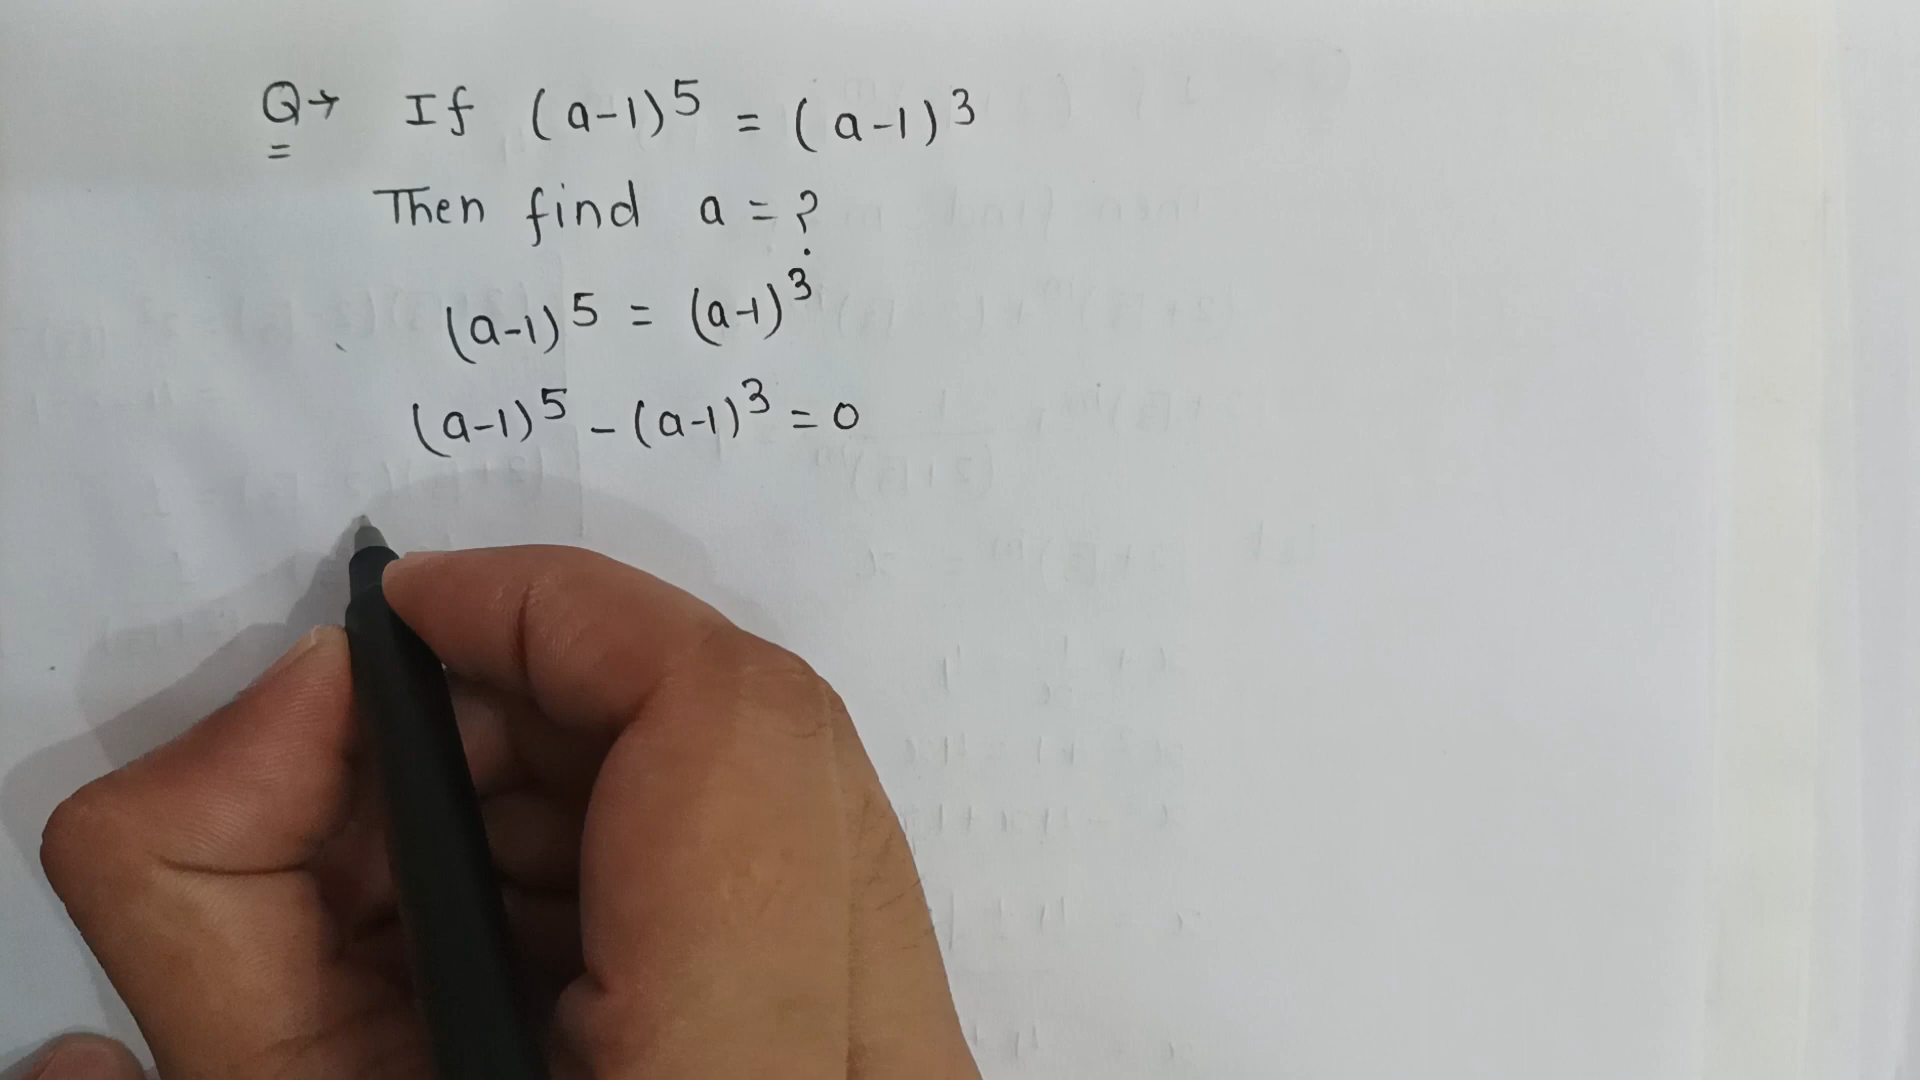 Q→ If (a-1)⁵ = (a-1)³
Then find a = ?
(a-1)⁵ = (a-1)³
(a-1)⁵ - (a-1)³ = 0